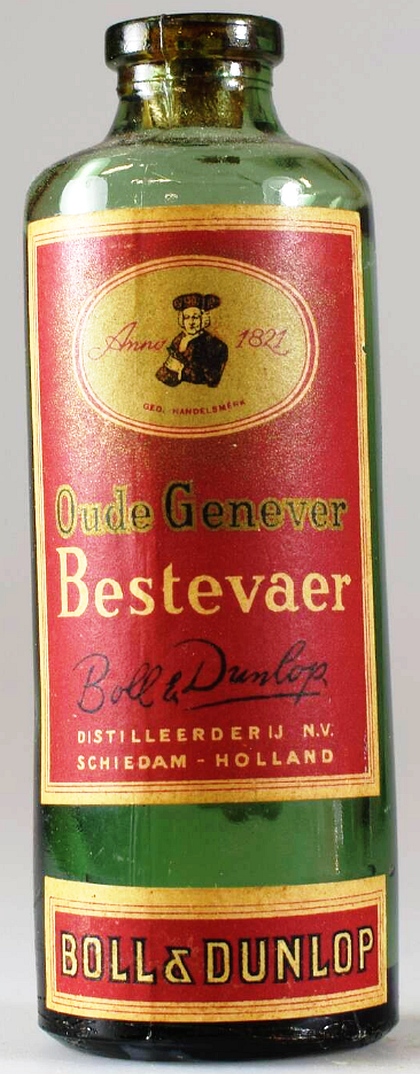 Anno 1821
GED. HANDELSMERK
Oude Genever
Bestevaer
Boll & Dunlop
DISTILLEERDERIJ N.V.
SCHIEDAM - HOLLAND
BOLL & DUNLOP